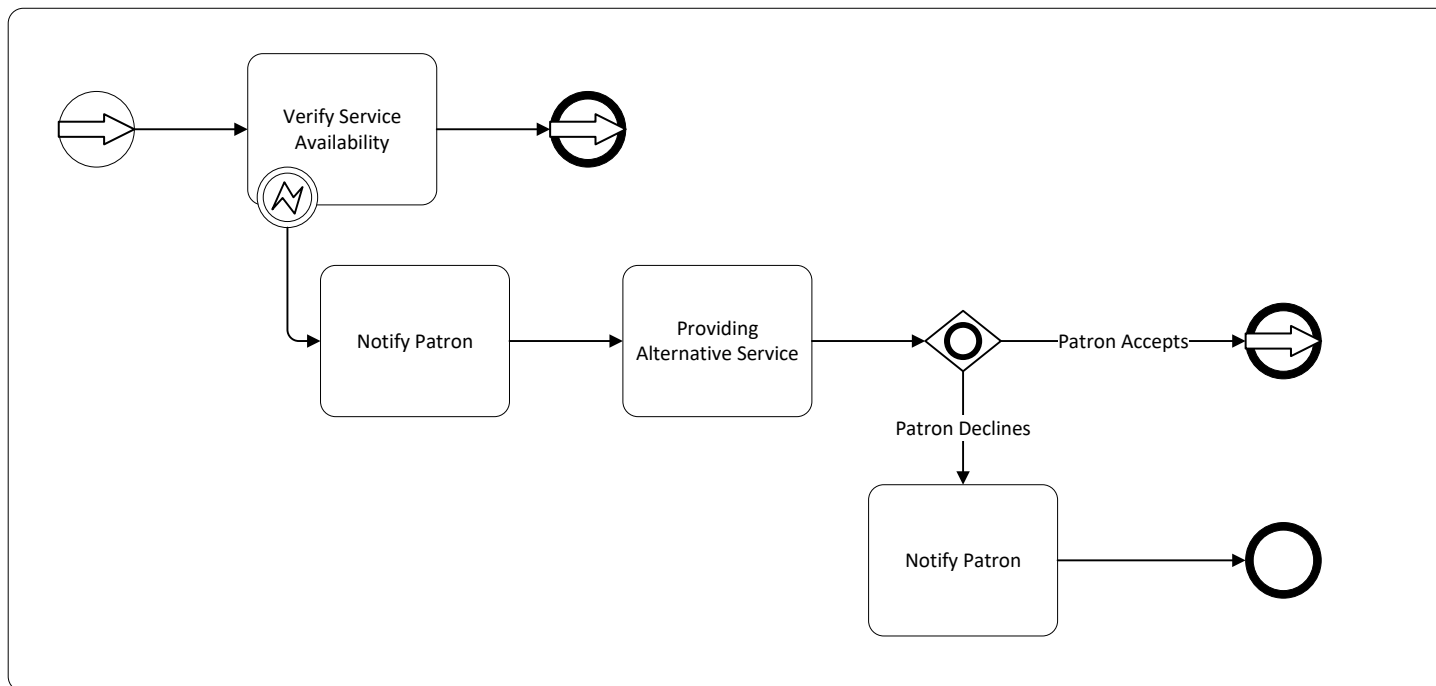 Verify Service
Availability
Notify Patron
Providing
Alternative Service
Patron Accepts
Patron Declines
Notify Patron